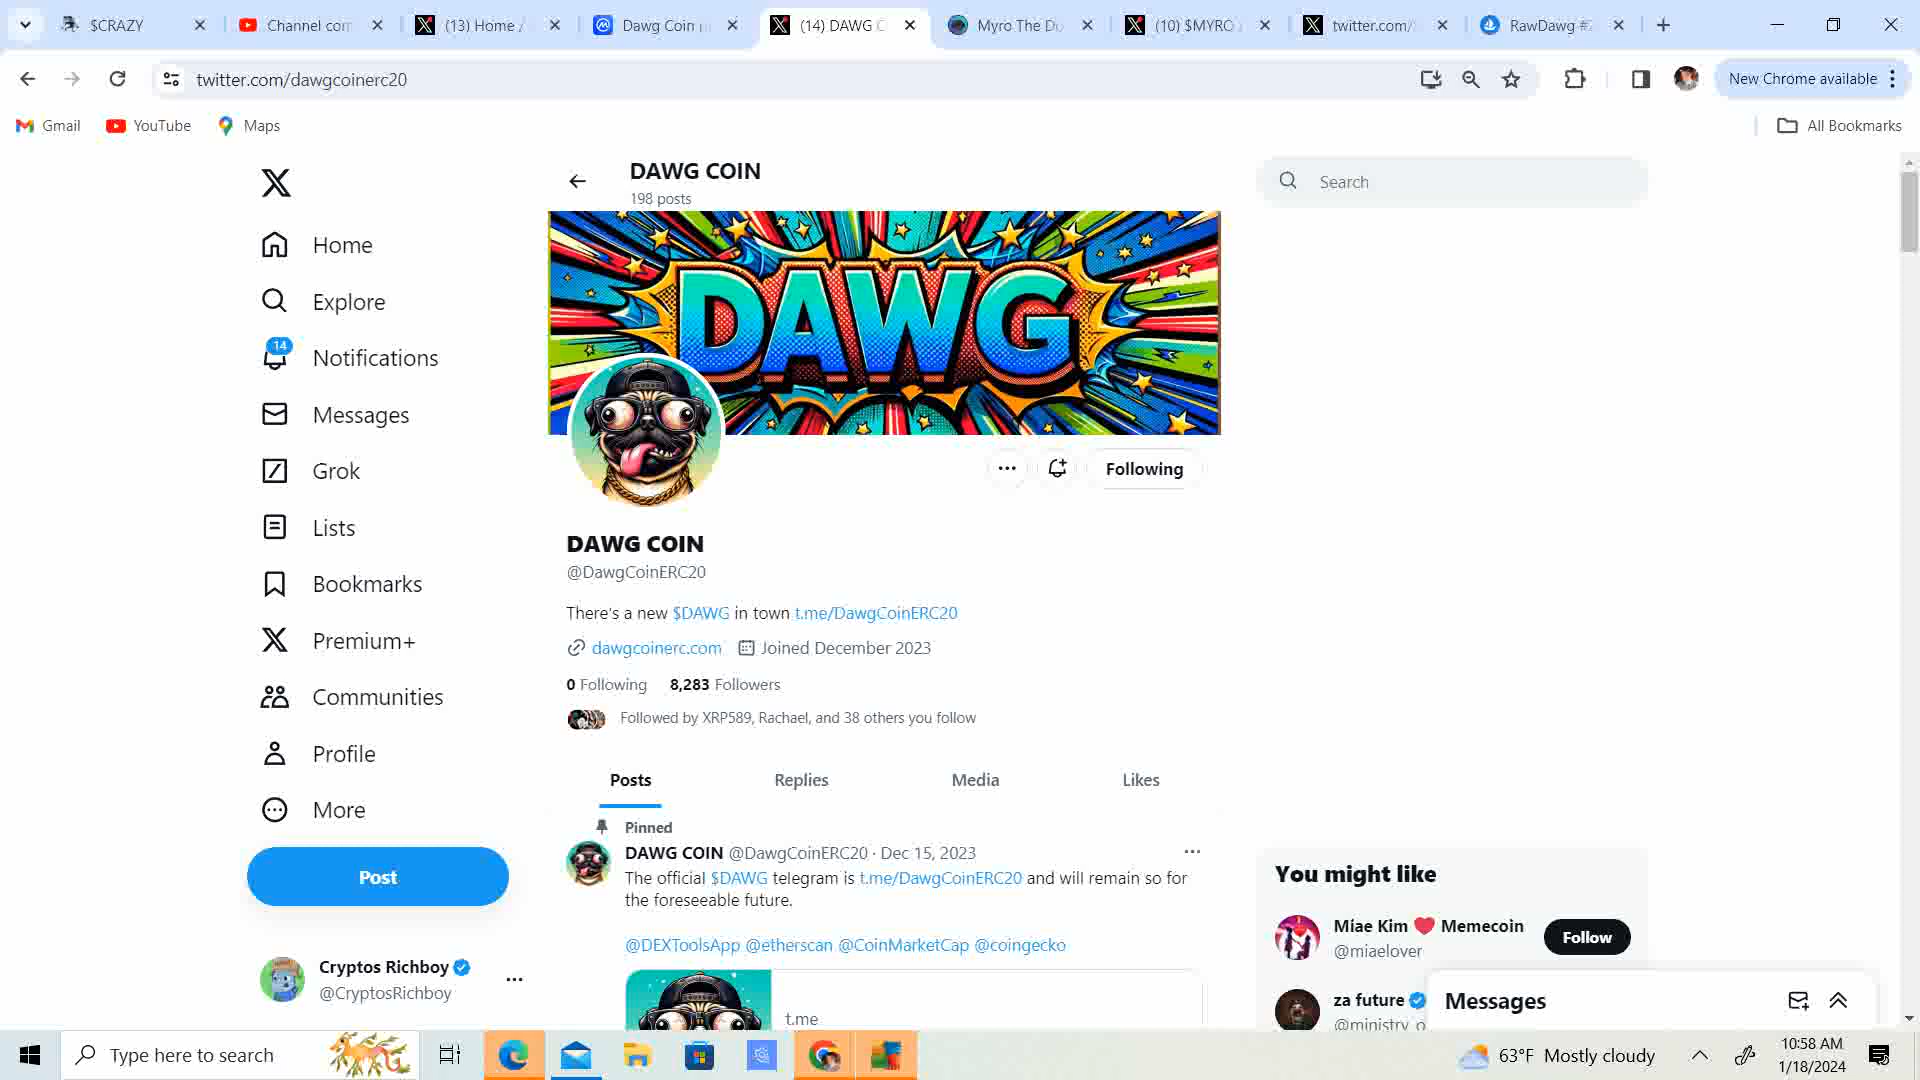 $CRAZY
Channel con
(13) Home /
Dawg Coin p
(14) DAWG C
Myro The Do
(10) $MYRO
twitter.com/
RawDawg #
twitter.com/dawgcoinerc20
New Chrome available
Gmail
YouTube
Maps
All Bookmarks
DAWG COIN
198 posts
Search
DAWG
Home
Explore
14
Notifications
Messages
Grok
Lists
Bookmarks
Premium+
Communities
Profile
More
Post
Cryptos Richboy
@CryptosRichboy
Following
DAWG COIN
@DawgCoinERC20
There's a new $DAWG in town t.me/DawgCoinERC20
dawgcoinerc.com Joined December 2023
0 Following 8,283 Followers
Followed by XRP589, Rachael, and 38 others you follow
Posts
Replies
Media
Likes
Pinned
DAWG COIN @DawgCoinERC20 · Dec 15, 2023
The official $DAWG telegram is t.me/DawgCoinERC20 and will remain so for
the foreseeable future.
@DEXToolsApp @etherscan @CoinMarketCap @coingecko
t.me
You might like
Míae Kim ❤️ Memecoin
@miaelover
Follow
za future
@ministry_o
Messages
Type here to search
63°F Mostly cloudy
10:58 AM
1/18/2024